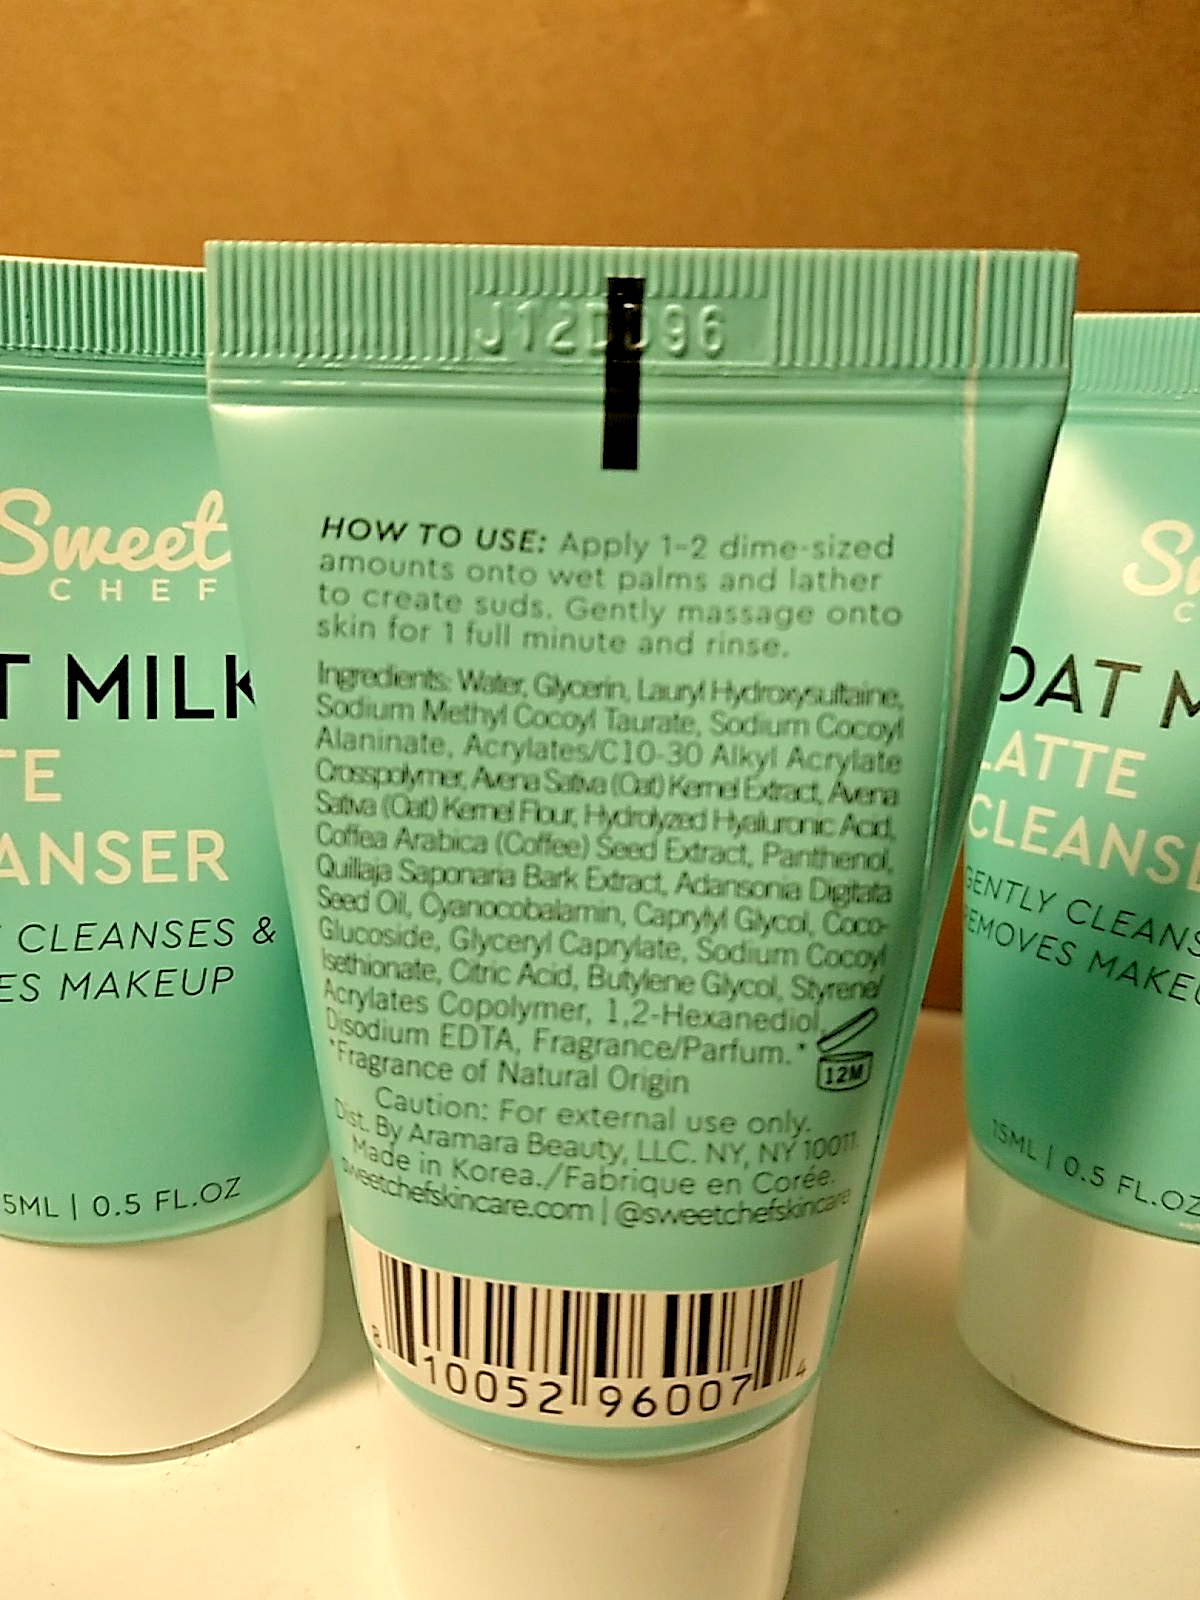 J12DD96
HOW TO USE: Apply 1-2 dime-sized
amounts onto wet palms and lather
to create suds. Gently massage onto
skin for 1 full minute and rinse.
Ingredients: Water, Glycerin, Lauryl Hydroxysultaine,
Sodium Methyl Cocoyl Taurate, Sodium Cocoyl
Alaninate, Acrylates/C10-30 Alkyl Acrylate
Crosspolymer, Avena Sativa (Oat) Kernel Extract, Avena
Sativa (Oat) Kernel Flour, Hydrolyzed Hyaluronic Acid,
Coffea Arabica (Coffee) Seed Extract, Panthenol,
Quillaja Saponaria Bark Extract, Adansonia Digitata
Seed Oil, Cyanocobalamin, Caprylyl Glycol, Coco-
Glucoside, Glyceryl Caprylate, Sodium Cocoyl
Isethionate, Citric Acid, Butylene Glycol, Styrene/
Acrylates Copolymer, 1,2-Hexanediol,
Disodium EDTA, Fragrance/Parfum.*
*Fragrance of Natural Origin
12M
Caution: For external use only.
Dist. By Aramara Beauty, LLC. NY, NY 10011.
Made in Korea./Fabriqué en Corée.
sweetchefskincare.com | @sweetchefskincare
8 10052 96007 4
Sweet
CHEF
T MILK
TE
ANSER
CLEANSES &
ES MAKEUP
5ML | 0.5 FL.OZ
S
C
OAT M
LATTE
CLEANSE
GENTLY CLEANS
REMOVES MAKEU
15ML | 0.5 FL.OZ